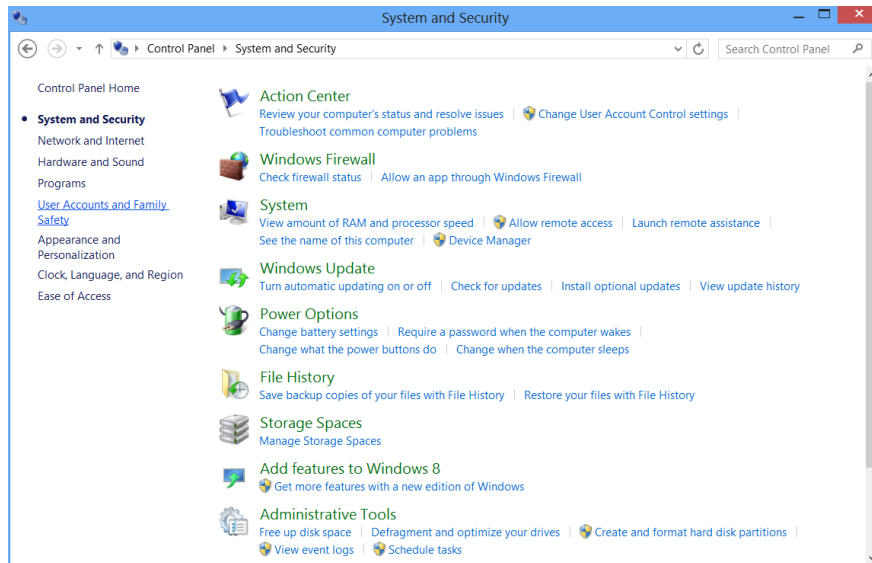 System and Security
Control Panel System and Security
Search Control Panel
Control Panel Home
System and Security
Network and Internet
Hardware and Sound
Programs
User Accounts and Family
Safety
Appearance and
Personalization
Clock, Language, and Region
Ease of Access
Action Center
Review your computer's status and resolve issues Change User Account Control settings
Troubleshoot common computer problems
Windows Firewall
Check firewall status Allow an app through Windows Firewall
System
View amount of RAM and processor speed Allow remote access Launch remote assistance
See the name of this computer Device Manager
Windows Update
Turn automatic updating on or off Check for updates Install optional updates View update history
Power Options
Change battery settings Require a password when the computer wakes
Change what the power buttons do Change when the computer sleeps
File History
Save backup copies of your files with File History Restore your files with File History
Storage Spaces
Manage Storage Spaces
Add features to Windows 8
Get more features with a new edition of Windows
Administrative Tools
Free up disk space Defragment and optimize your drives Create and format hard disk partitions
View event logs Schedule tasks